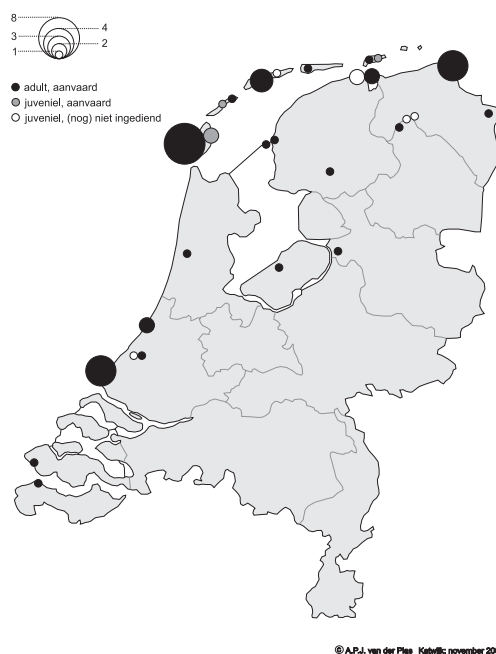 8
4
3
2
1
adult, aanvaard
juveniel, aanvaard
juveniel, (nog) niet ingediend
© A.P.J. van der Plas Katwijk: november 20